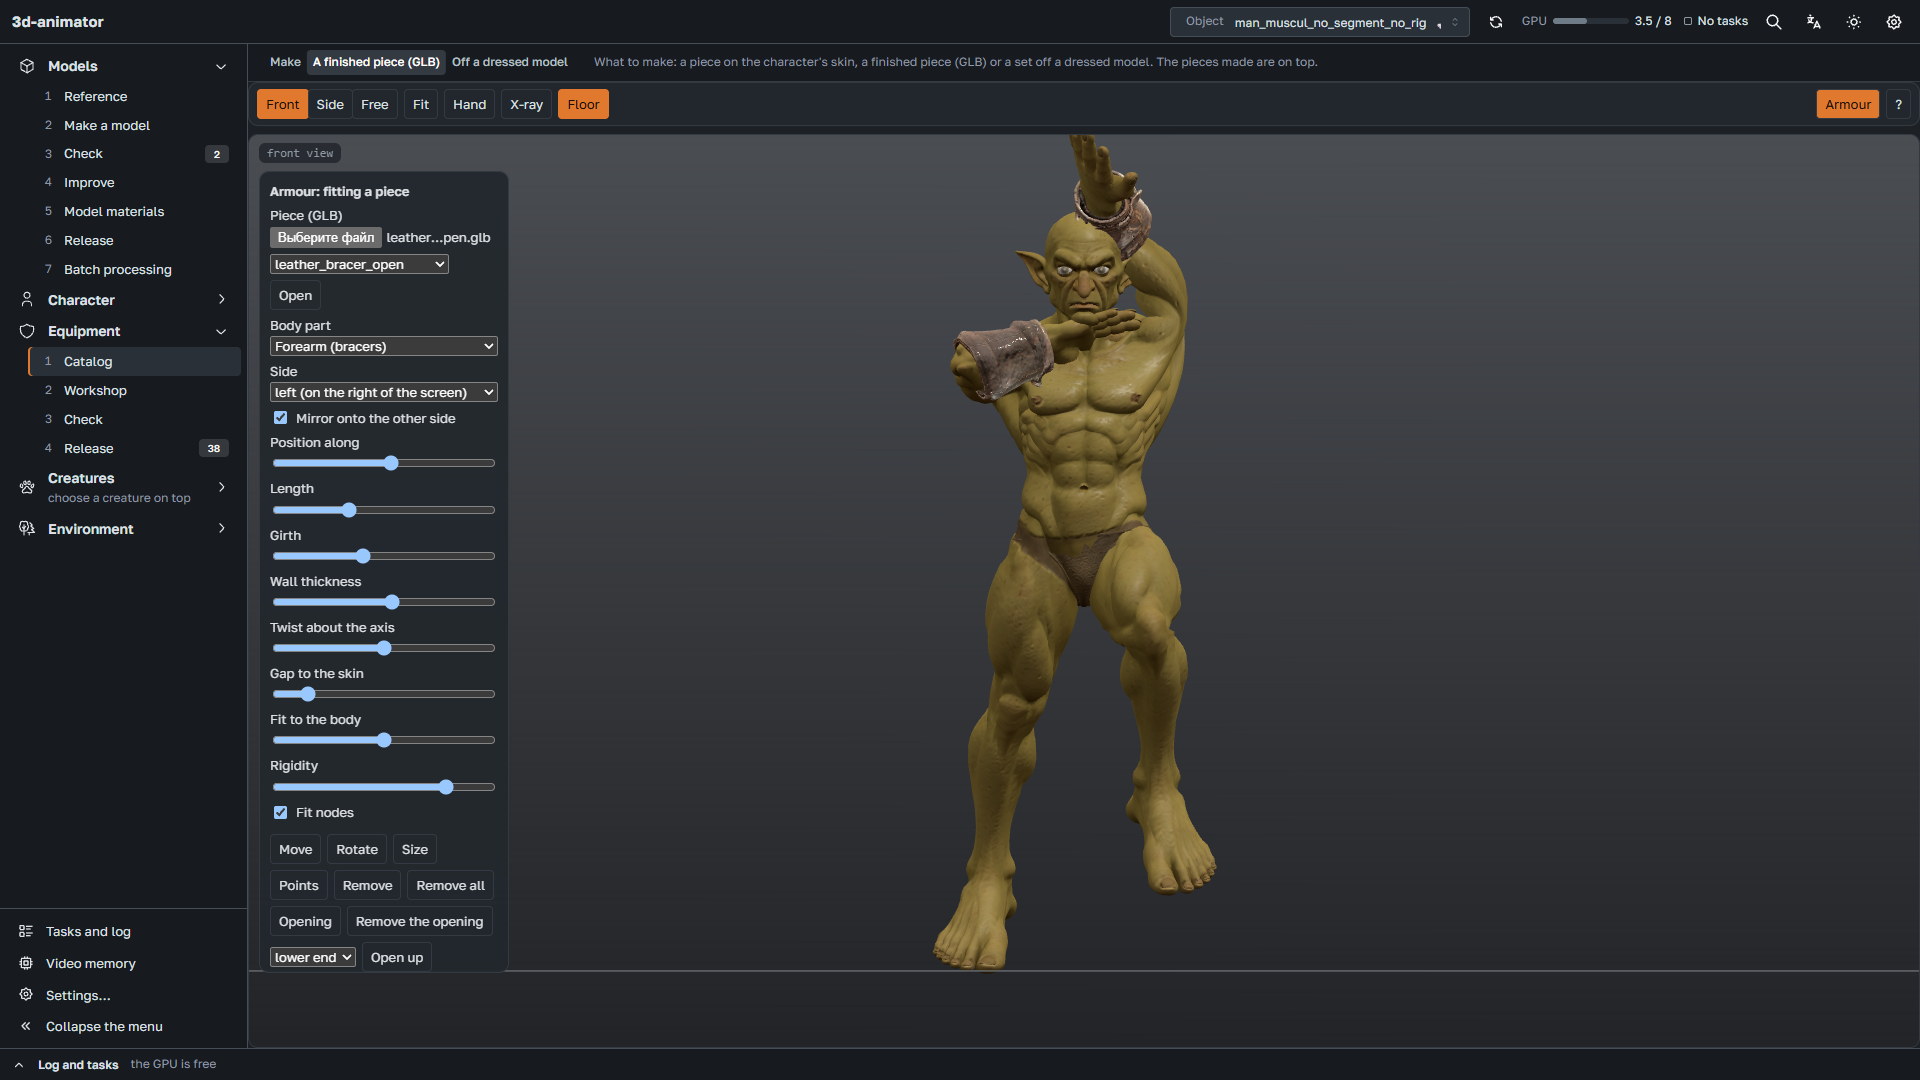 3d-animator
Object man_muscul_no_segment_no_rig
GPU 3.5 / 8 No tasks
Models
1 Reference
2 Make a model
3 Check 2
4 Improve
5 Model materials
6 Release
7 Batch processing
Character
Equipment
1 Catalog
2 Workshop
3 Check
4 Release 38
Creatures
choose a creature on top
Environment
Tasks and log
Video memory
Settings...
Collapse the menu
Make A finished piece (GLB) Off a dressed model What to make: a piece on the character's skin, a finished piece (GLB) or a set off a dressed model. The pieces made are on top.
Front Side Free Fit Hand X-ray Floor Armour ?
front view
Armour: fitting a piece
Piece (GLB)
Выберите файл leather...pen.glb
leather_bracer_open
Open
Body part
Forearm (bracers)
Side
left (on the right of the screen)
Mirror onto the other side
Position along
Length
Girth
Wall thickness
Twist about the axis
Gap to the skin
Fit to the body
Rigidity
Fit nodes
Move Rotate Size
Points Remove Remove all
Opening Remove the opening
lower end Open up
Log and tasks the GPU is free